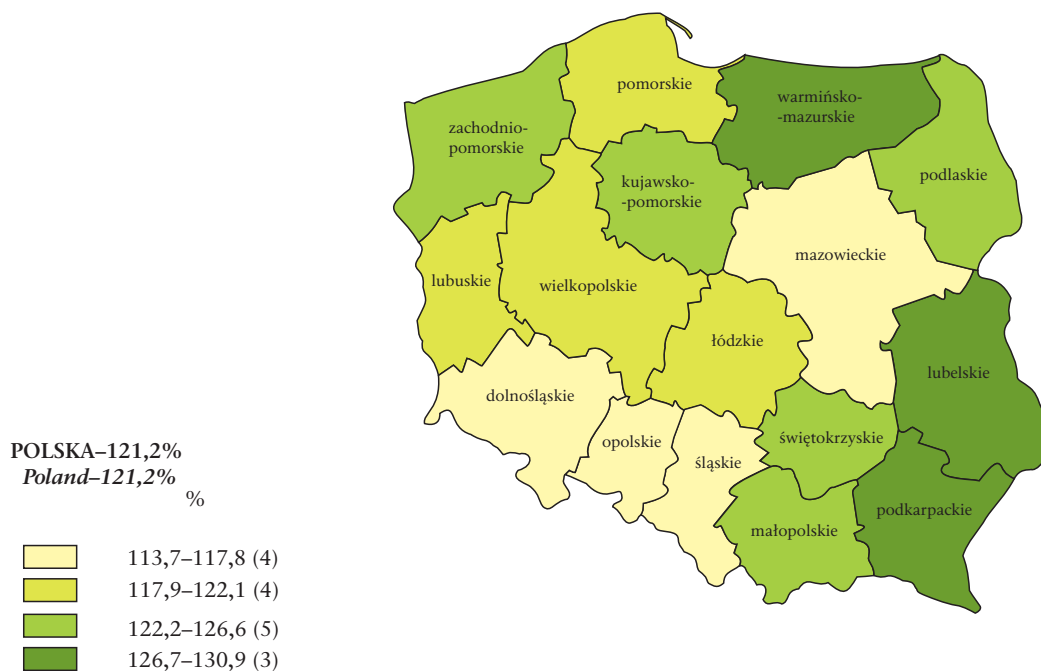 pomorskie
warmińsko-
-mazurskie
zachodnio-
pomorskie
kujawsko-
-pomorskie
podlaskie
mazowieckie
lubuskie
wielkopolskie
łódzkie
lubelskie
dolnośląskie
opolskie
śląskie
świętokrzyskie
małopolskie
podkarpackie
POLSKA–121,2%
Poland–121,2%
%
113,7–117,8 (4)
117,9–122,1 (4)
122,2–126,6 (5)
126,7–130,9 (3)